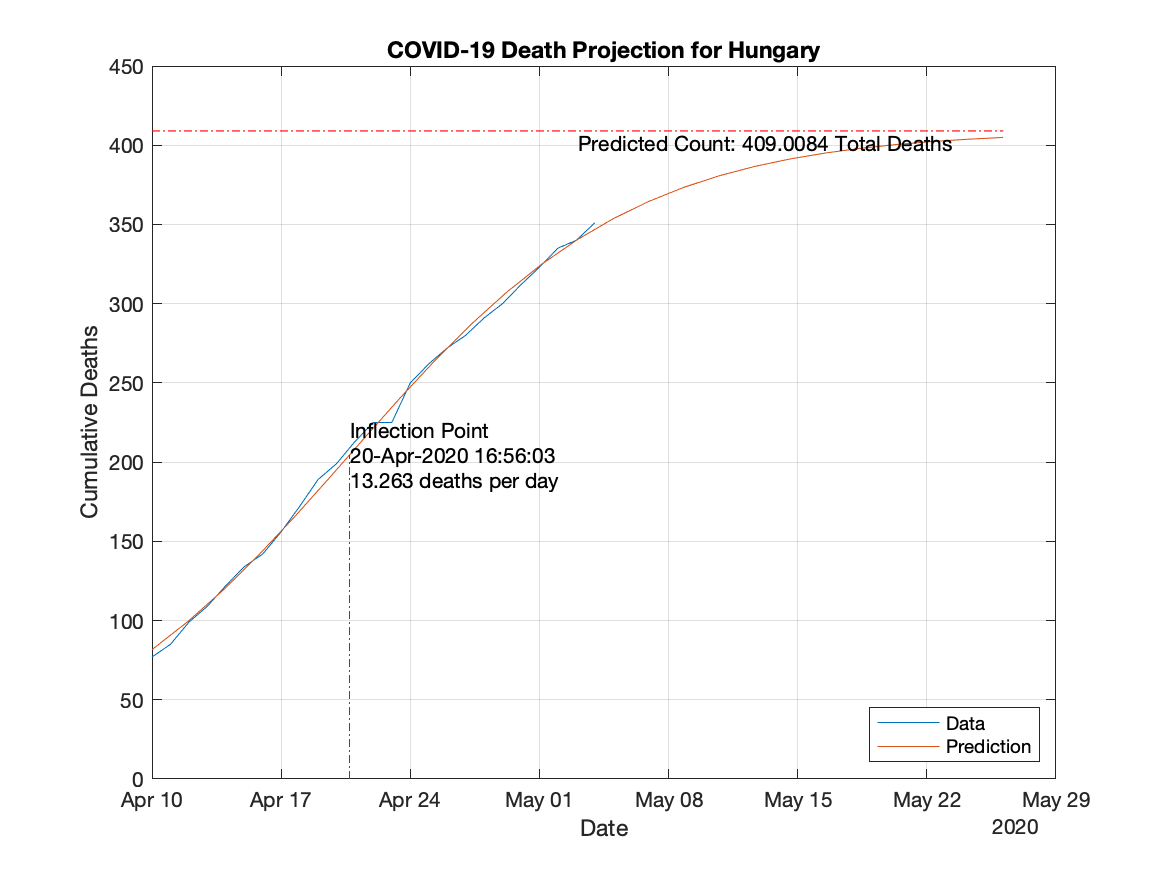 COVID-19 Death Projection for Hungary
450
400
350
300
250
200
150
100
50
0
Cumulative Deaths
Predicted Count: 409.0084 Total Deaths
Inflection Point
20-Apr-2020 16:56:03
13.263 deaths per day
Data
Prediction
Apr 10 Apr 17 Apr 24 May 01 May 08 May 15 May 22 May 29
Date
2020